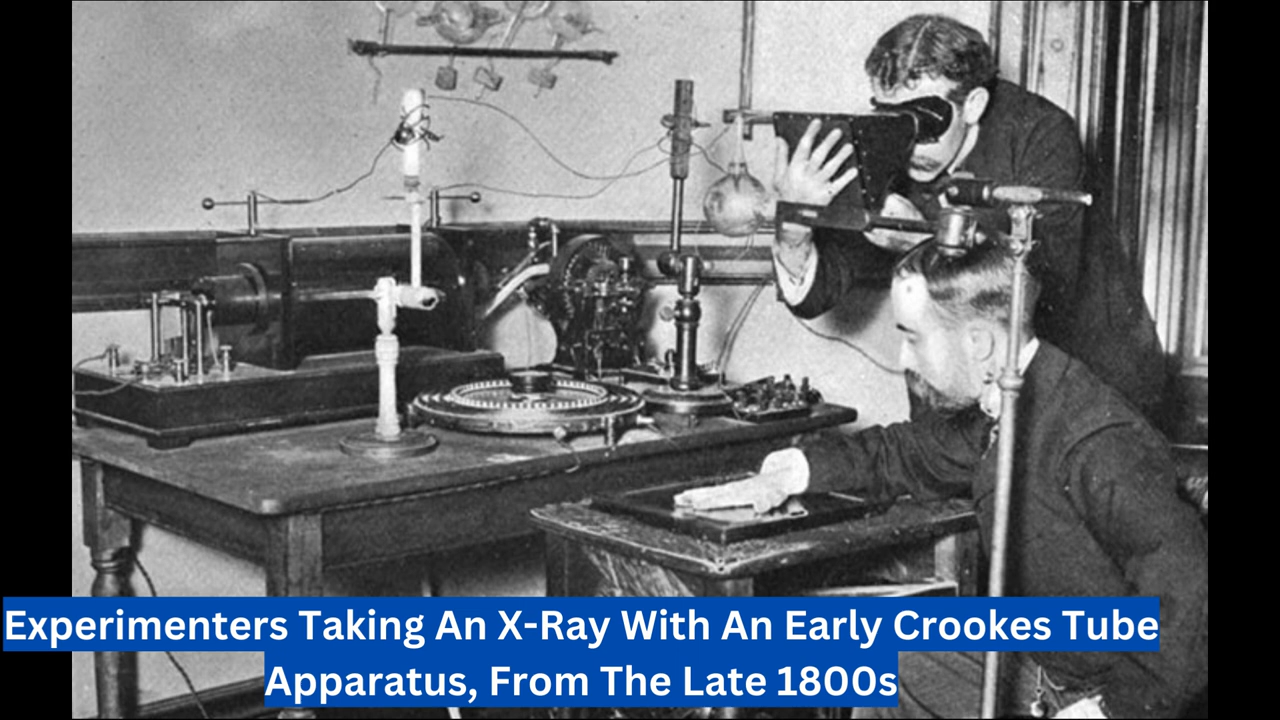 Experimenters Taking An X-Ray With An Early Crookes Tube
Apparatus, From The Late 1800s